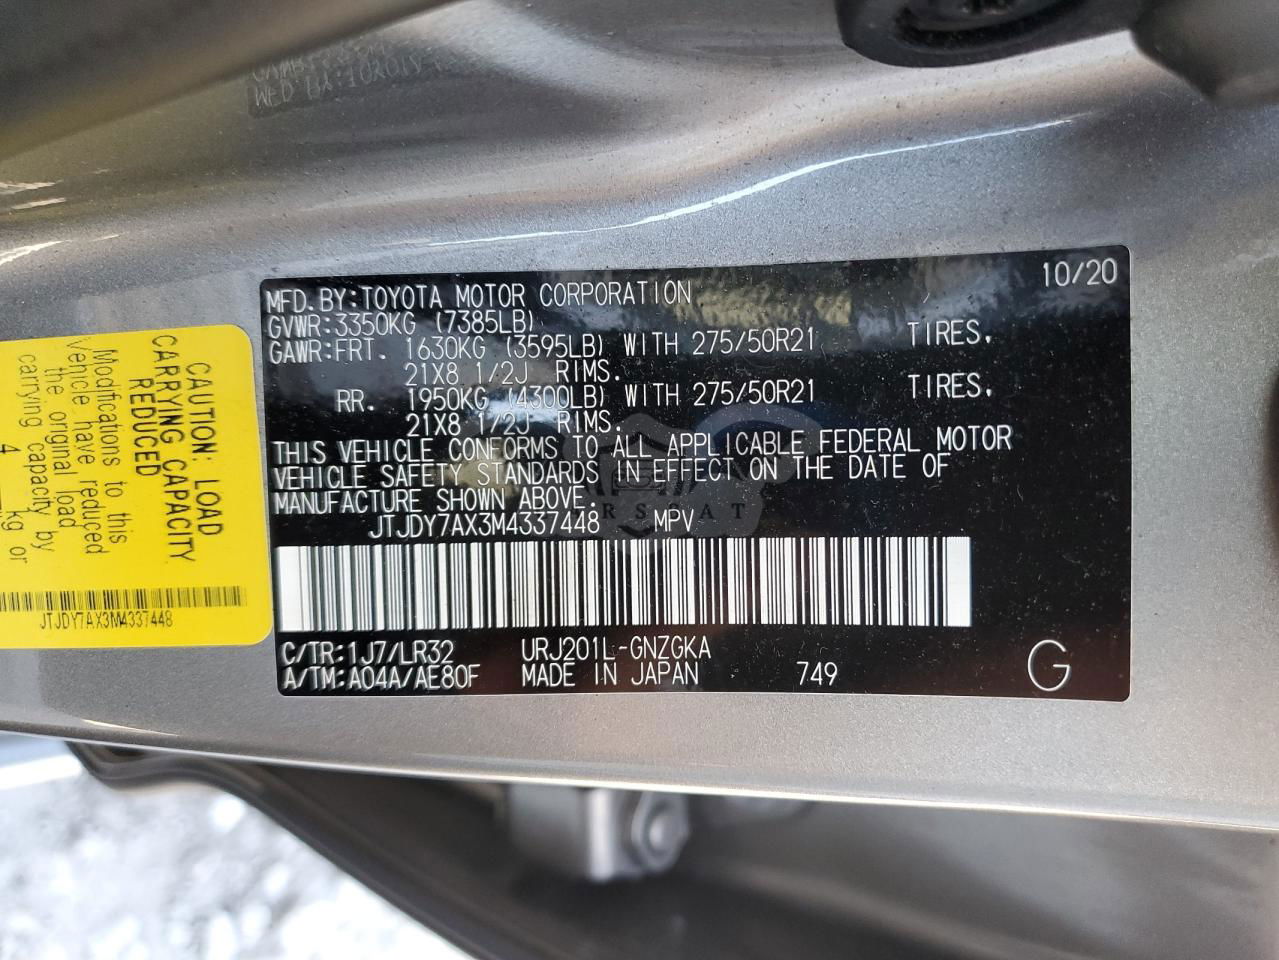 10/20
MFD.BY:TOYOTA MOTOR CORPORATION
GVWR:3350KG (7385LB)
GAWR:FRT. 1630KG (3595LB) WITH 275/50R21 TIRES.
21X8 1/2J RIMS.
RR. 1950KG (4300LB) WITH 275/50R21 TIRES.
21X8 1/2J RIMS.
THIS VEHICLE CONFORMS TO ALL APPLICABLE FEDERAL MOTOR
VEHICLE SAFETY STANDARDS IN EFFECT ON THE DATE OF
MANUFACTURE SHOWN ABOVE.
JTJDY7AX3M4337448 MPV
C/TR:1J7/LR32 URJ201L-GNZGKA
A/TM:A04A/AE80F MADE IN JAPAN 749
G
CAUTION: LOAD
CARRYING CAPACITY
REDUCED
Modifications to this
Vehicle have reduced
the original load
carrying capacity by
4 kg or
JTJDY7AX3M4337448